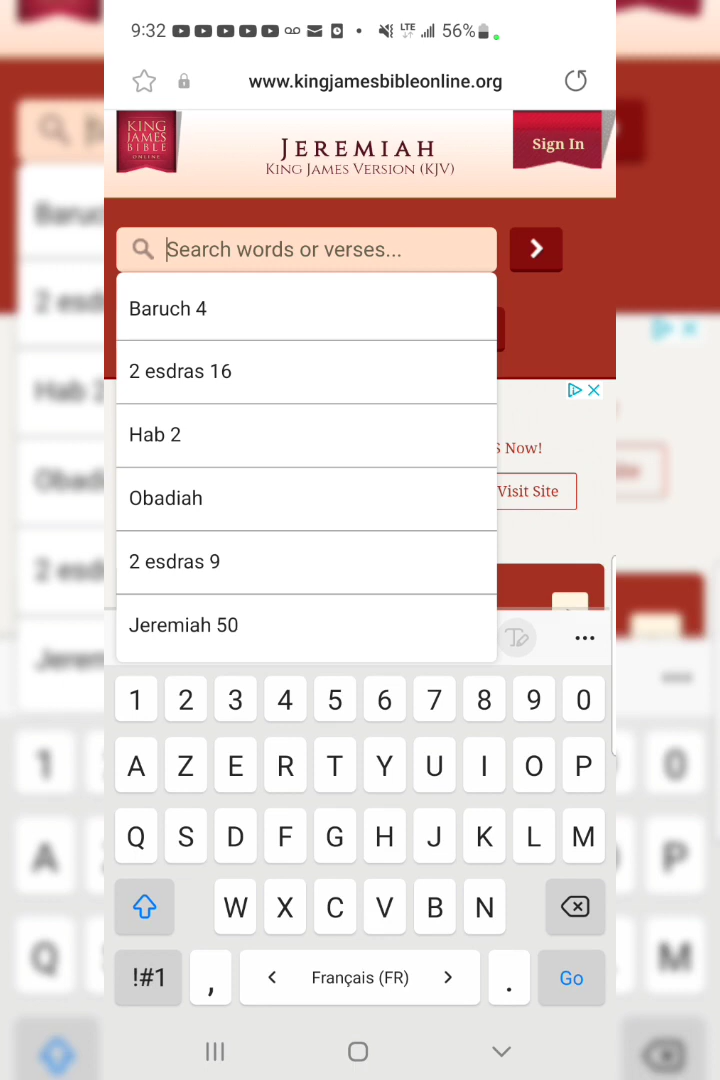 9:32 LTE 56%
www.kingjamesbibleonline.org
KING
JAMES
BIBLE
ONLINE
JEREMIAH
KING JAMES VERSION (KJV)
Sign In
Search words or verses...
Baruch 4
2 esdras 16
Hab 2
Obadiah
2 esdras 9
Jeremiah 50
S Now!
Visit Site
1 2 3 4 5 6 7 8 9 0
A Z E R T Y U I O P
Q S D F G H J K L M
W X C V B N
!#1 , < Français (FR) > . Go